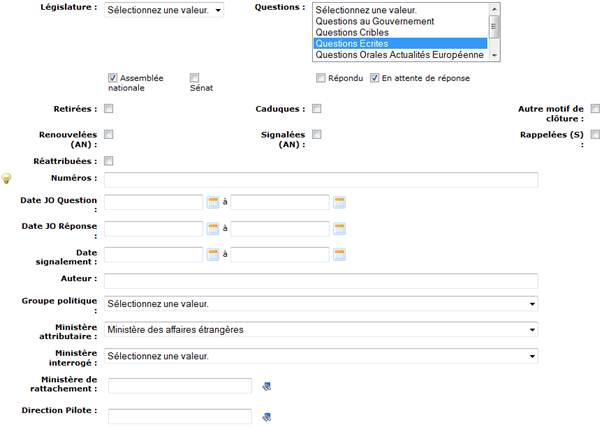 Législature : Sélectionnez une valeur. Questions : Sélectionnez une valeur.
Questions au Gouvernement
Questions Cribles
Questions Ecrites
Questions Orales Actualités Européenne
Assemblée nationale Sénat Répondu En attente de réponse
Retirées : Caduques : Autre motif de clôture :
Renouvelées (AN) : Signalées (AN) : Rappelées (S) :
Réattribuées :
Numéros :
Date JO Question : à
Date JO Réponse : à
Date signalement : à
Auteur :
Groupe politique : Sélectionnez une valeur.
Ministère attributaire : Ministère des affaires étrangères
Ministère interrogé : Sélectionnez une valeur.
Ministère de rattachement :
Direction Pilote :